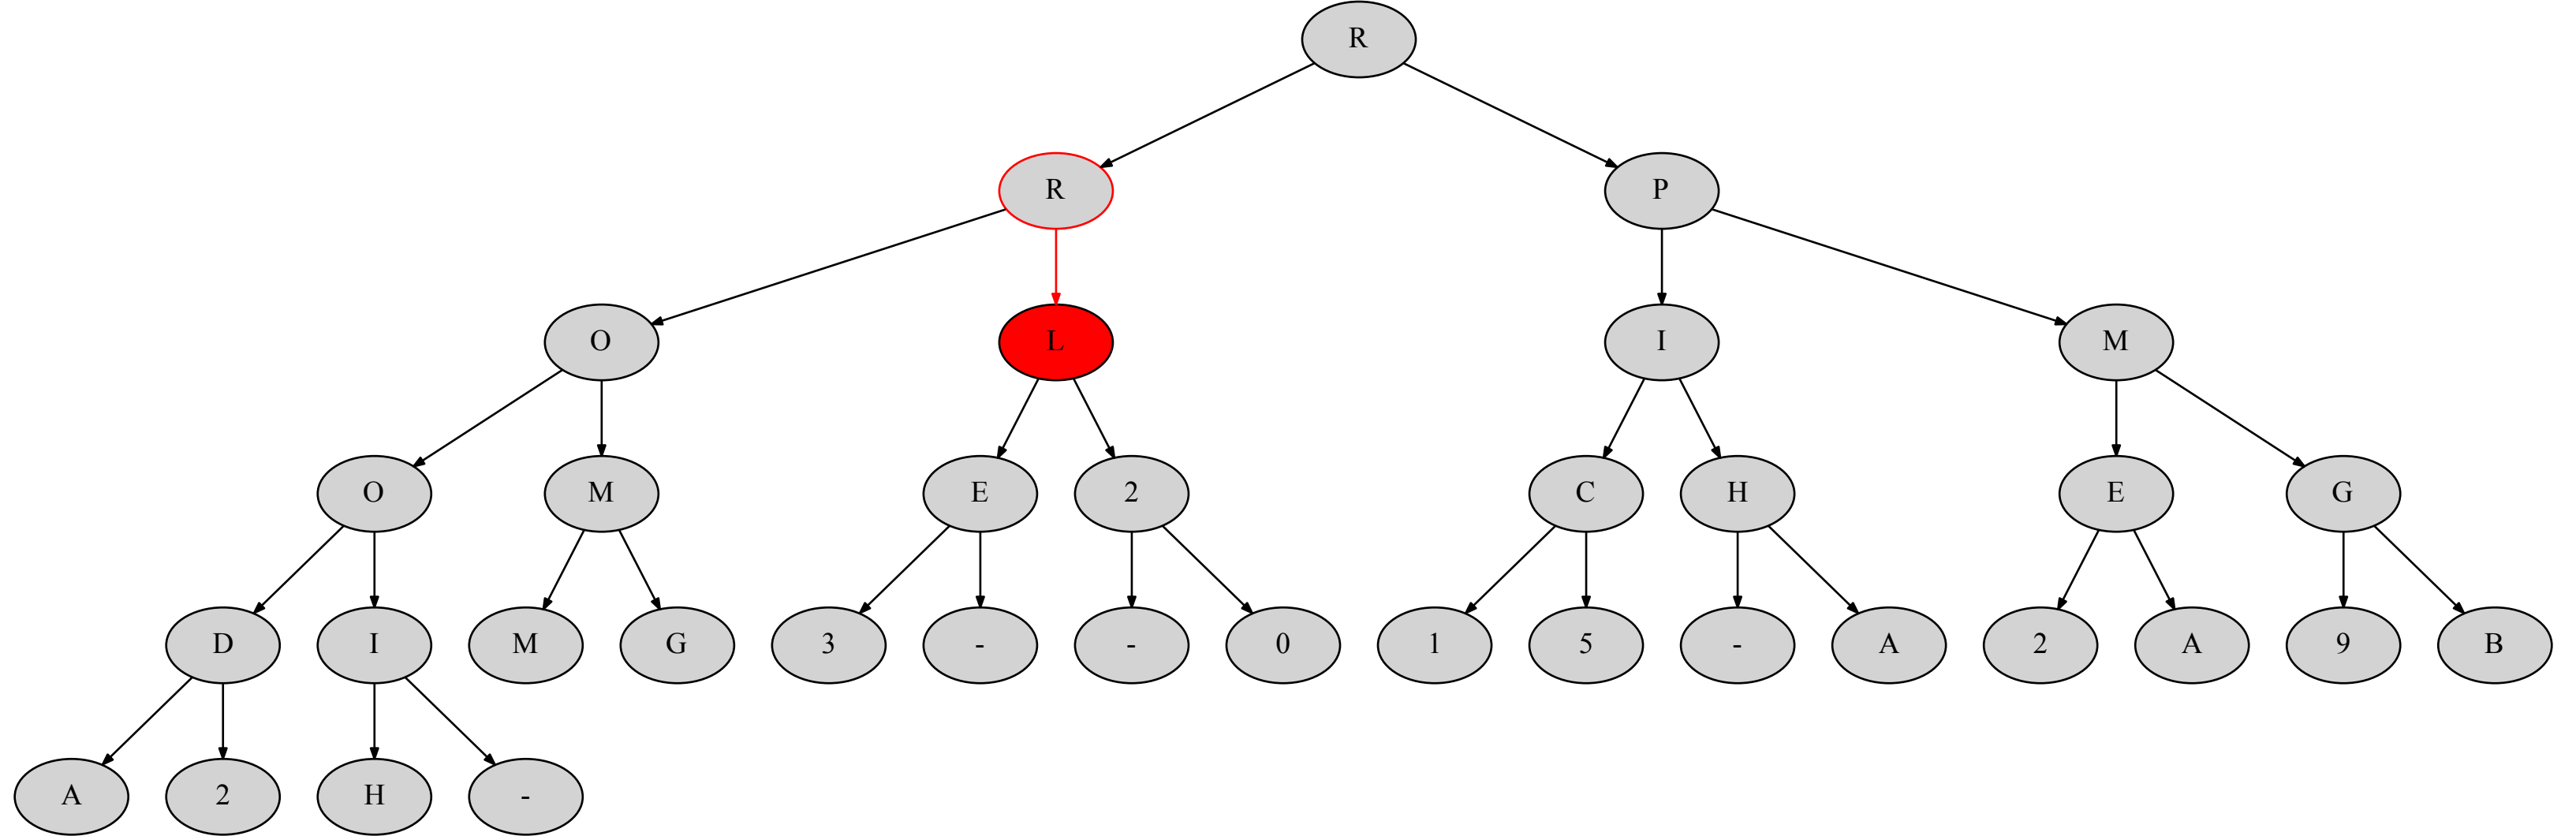 R
R P
O L I M
O M E 2 C H E G
D I M G 3 - - 0 1 5 - A 2 A 9 B
A 2 H -